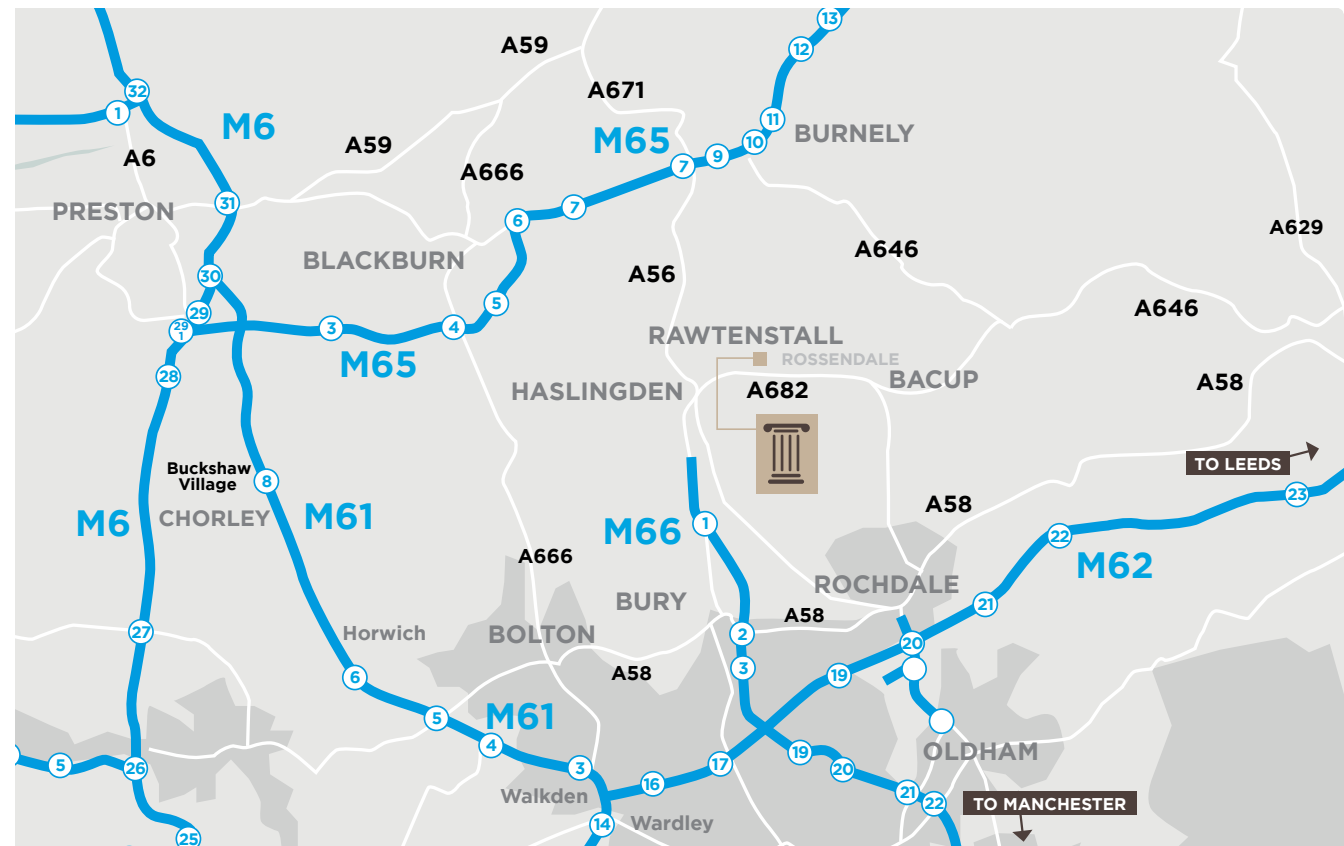 13
A59
12
32
A671
1
M6
11
BURNELY
M65
10
A59
9
A6
7
A666
31
7
PRESTON
6
A629
A646
BLACKBURN
A56
30
5
A646
29
29
1
3
4
RAWTENSTALL
ROSSENDALE
M65
28
BACUP
A58
HASLINGDEN
A682
TO LEEDS
Buckshaw
Village
8
23
A58
M6
CHORLEY
M61
M66
1
22
A666
M62
ROCHDALE
BURY
21
A58
27
Horwich
BOLTON
2
20
3
A58
19
6
M61
5
4
OLDHAM
19
5
26
3
17
20
16
21
Walkden
22
TO MANCHESTER
14
Wardley
25